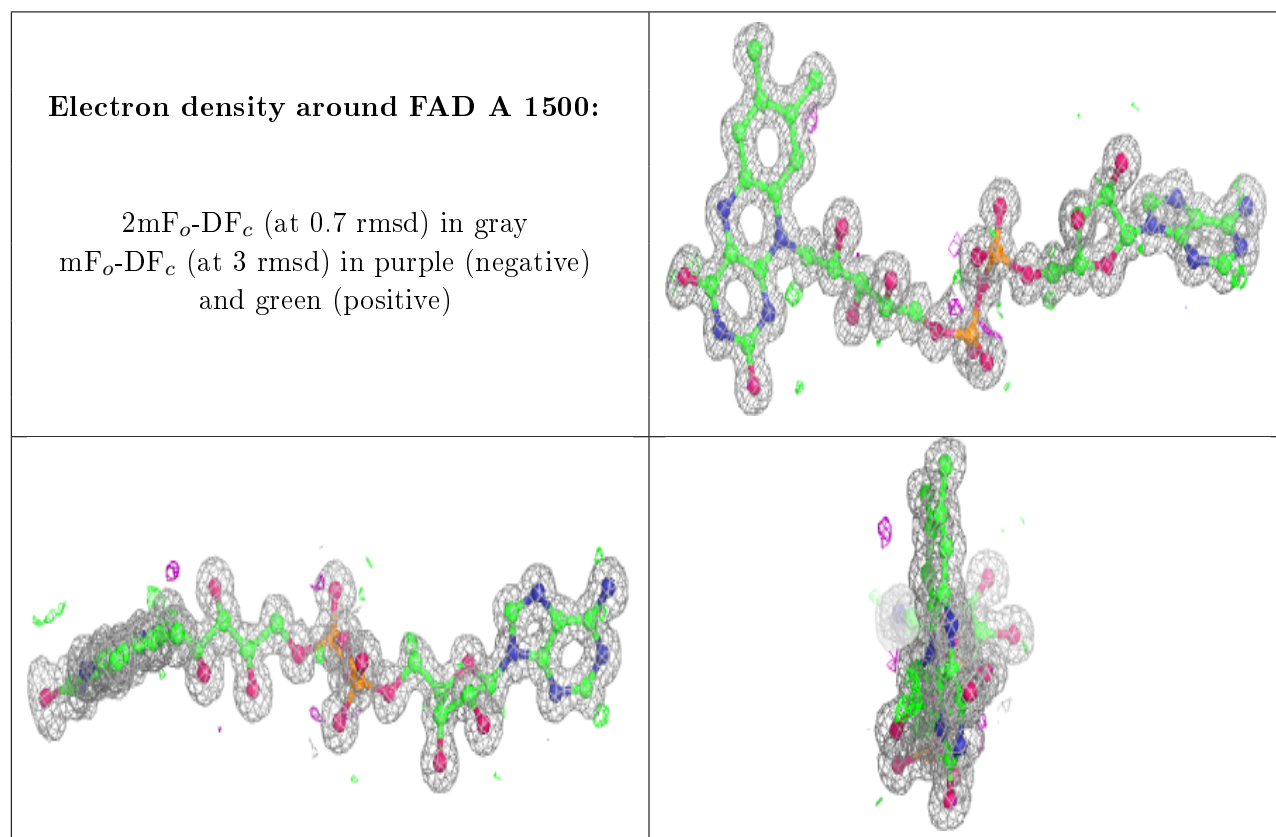 Electron density around FAD A 1500:
2mFₒ-DF𝒸 (at 0.7 rmsd) in gray
mFₒ-DF𝒸 (at 3 rmsd) in purple (negative)
and green (positive)